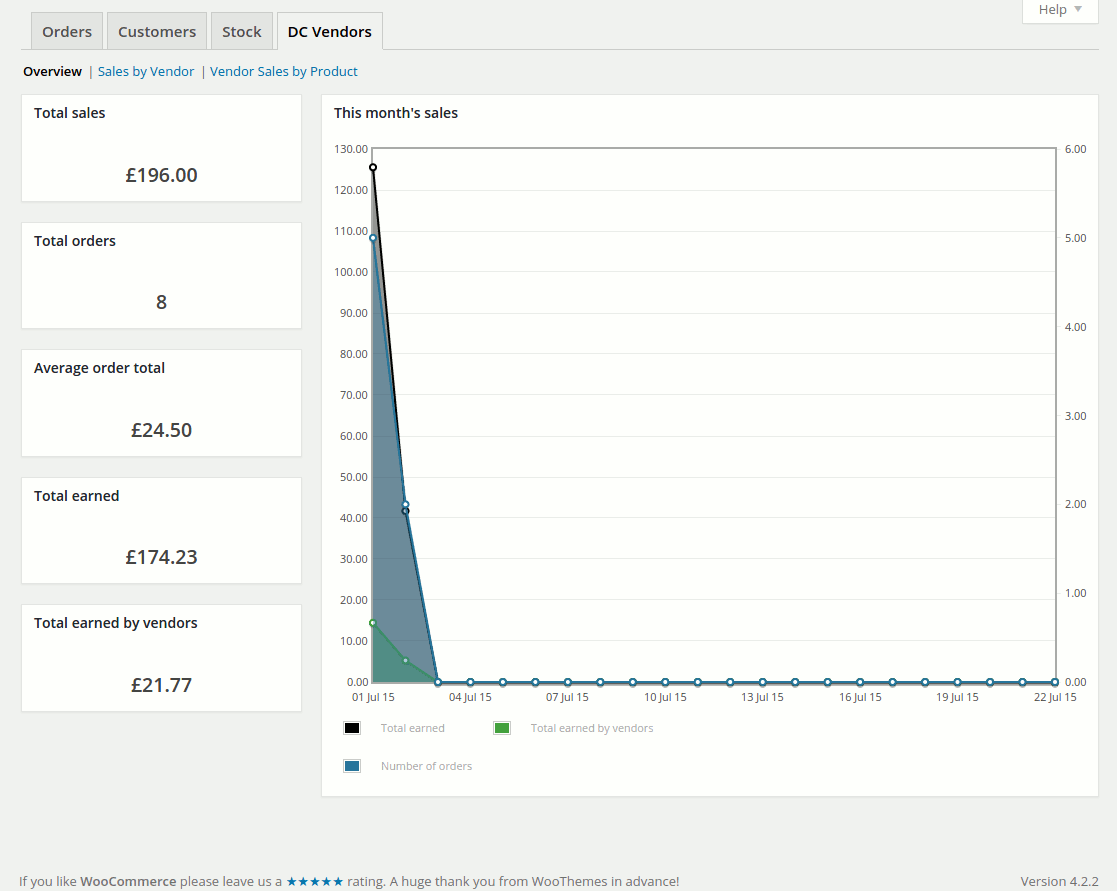 Help
Orders Customers Stock DC Vendors
Overview | Sales by Vendor | Vendor Sales by Product
Total sales
£196.00
Total orders
8
Average order total
£24.50
Total earned
£174.23
Total earned by vendors
£21.77
This month's sales
130.00
120.00
110.00
100.00
90.00
80.00
70.00
60.00
50.00
40.00
30.00
20.00
10.00
0.00
6.00
5.00
4.00
3.00
2.00
1.00
0.00
01 Jul 15 04 Jul 15 07 Jul 15 10 Jul 15 13 Jul 15 16 Jul 15 19 Jul 15 22 Jul 15
Total earned Total earned by vendors
Number of orders
If you like WooCommerce please leave us a ★★★★★ rating. A huge thank you from WooThemes in advance! Version 4.2.2